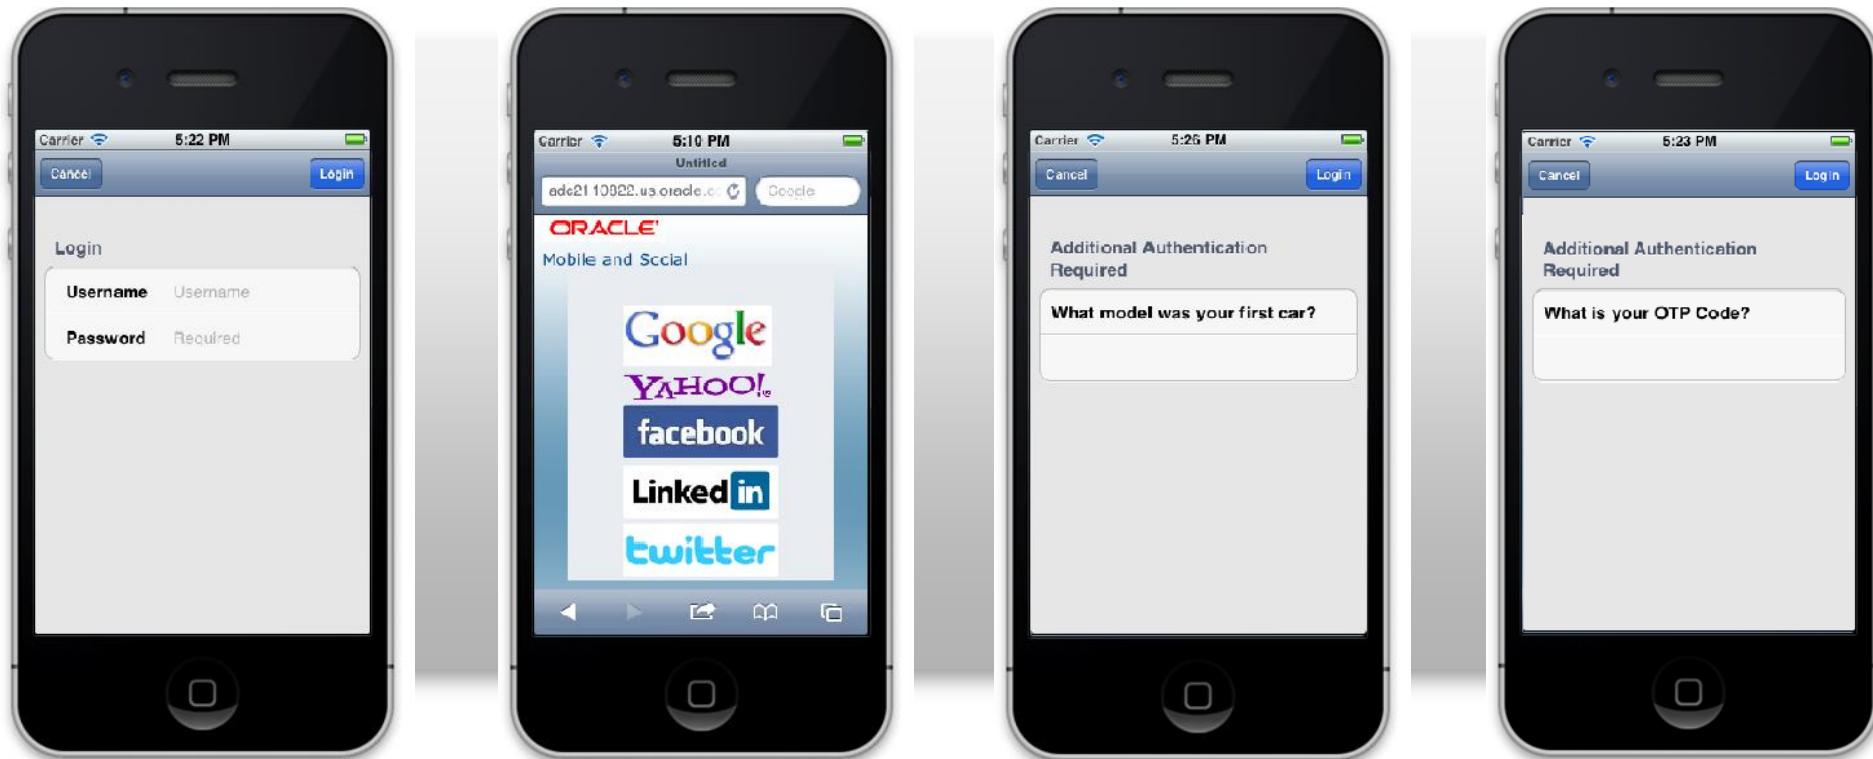 Carrier 5:22 PM
Cancel Login
Login
Username Username
Password Required
Carrier 5:10 PM
Untitled
Google
ORACLE
Mobile and Social
Google
YAHOO!
facebook
Linked in
twitter
Carrier 5:26 PM
Cancel Login
Additional Authentication
Required
What model was your first car?
Carrier 5:23 PM
Cancel Login
Additional Authentication
Required
What is your OTP Code?